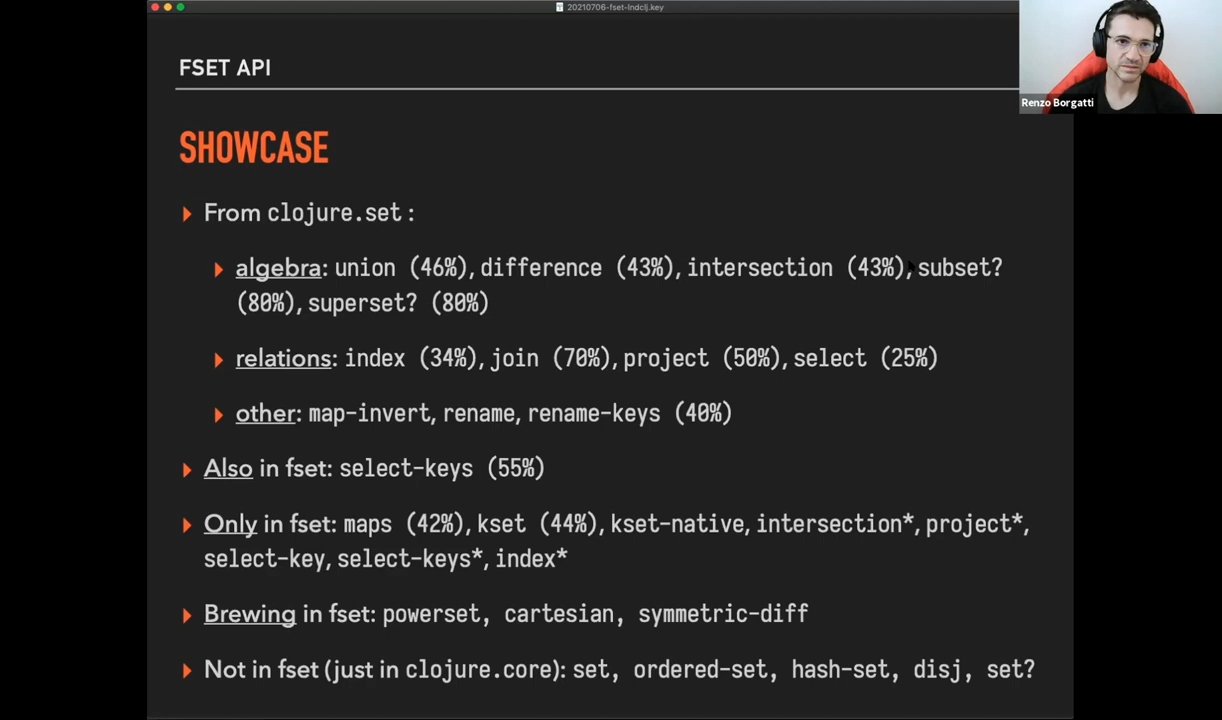 20210706-fset-lndclj.key
Renzo Borgatti
FSET API
SHOWCASE
From clojure.set :
algebra: union (46%), difference (43%), intersection (43%), subset?
(80%), superset? (80%)
relations: index (34%), join (70%), project (50%), select (25%)
other: map-invert, rename, rename-keys (40%)
Also in fset: select-keys (55%)
Only in fset: maps (42%), kset (44%), kset-native, intersection*, project*,
select-key, select-keys*, index*
Brewing in fset: powerset, cartesian, symmetric-diff
Not in fset (just in clojure.core): set, ordered-set, hash-set, disj, set?